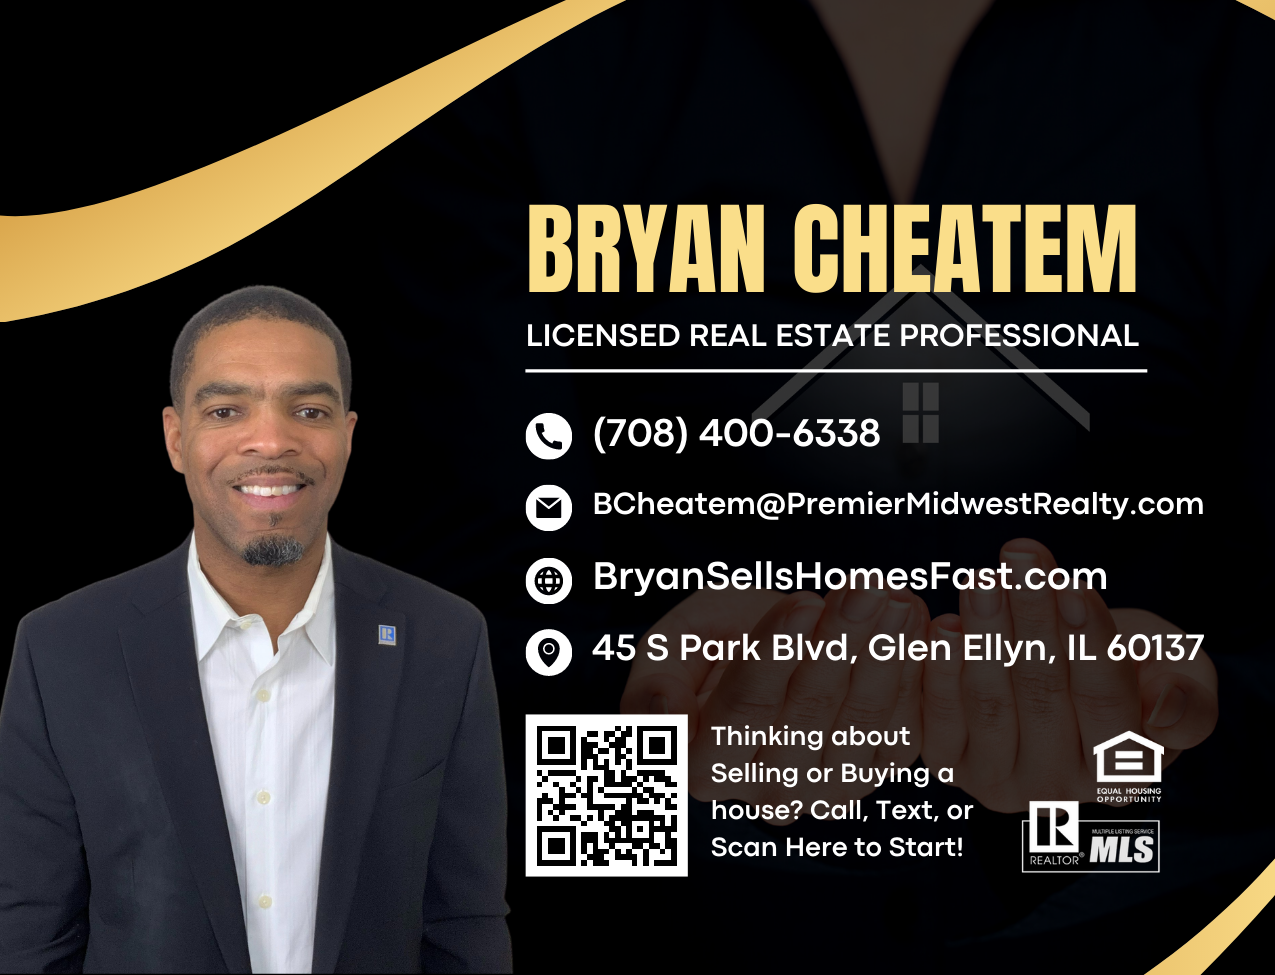 BRYAN CHEATEM
LICENSED REAL ESTATE PROFESSIONAL
(708) 400-6338
BCheatem@PremierMidwestRealty.com
BryanSellsHomesFast.com
45 S Park Blvd, Glen Ellyn, IL 60137
Thinking about
Selling or Buying a
house? Call, Text, or
Scan Here to Start!
EQUAL HOUSING
OPPORTUNITY
R
REALTOR®
MULTIPLE LISTING SERVICE
MLS
R